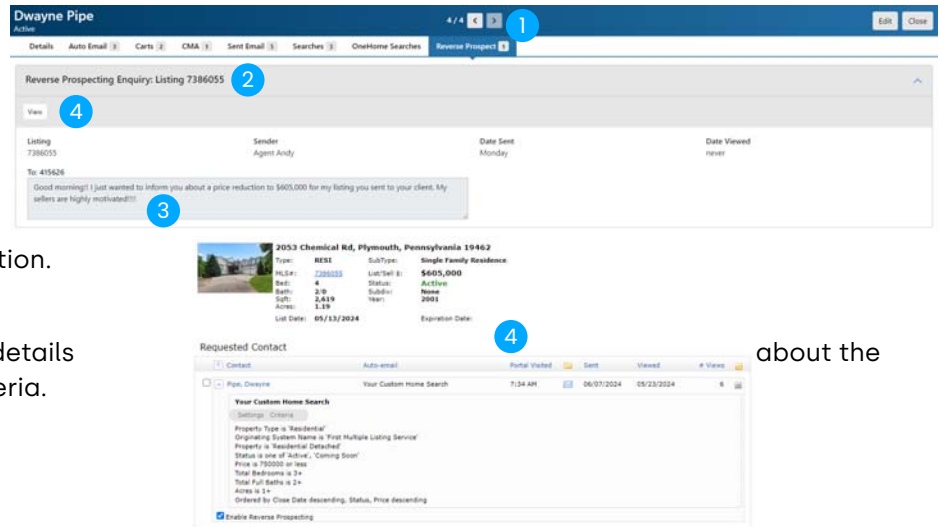 Dwayne Pipe
Active
4/4 < >
1
Edit Close
Details Auto Email 3 Carts 2 CMA 3 Sent Email 5 Searches 3 OneHome Searches Reverse Prospect 1
Reverse Prospecting Enquiry: Listing 7386055 2
View 4
Listing Sender Date Sent Date Viewed
7386055 Agent Andy Monday never
To: 415626
Good morning!! I just wanted to inform you about a price reduction to $605,000 for my listing you sent to your client. My
sellers are highly motivated!!!!
3
tion.
2053 Chemical Rd, Plymouth, Pennsylvania 19462
Type: RESI SubType: Single Family Residence
MLS#: 7386055 List/Sell $: $605,000
Bed: 4 Status: Active
Bath: 2/0 Subdiv: None
Sqft: 2,619 Year: 2001
Acres: 1.19
List Date: 05/13/2024 Expiration Date:
details about the
eria.
Requested Contact 4
Contact Auto-email Portal Visited Sent Viewed # Views
Pipe, Dwayne Your Custom Home Search 7:34 AM 06/07/2024 05/23/2024 6
Your Custom Home Search
Settings Criteria
Property Type is 'Residential'
Originating System Name is 'First Multiple Listing Service'
Property is 'Residential Detached'
Status is one of 'Active', 'Coming Soon'
Price is 750000 or less
Total Bedrooms is 3+
Total Full Baths is 2+
Acres is 1+
Ordered by Close Date descending, Status, Price descending
Enable Reverse Prospecting